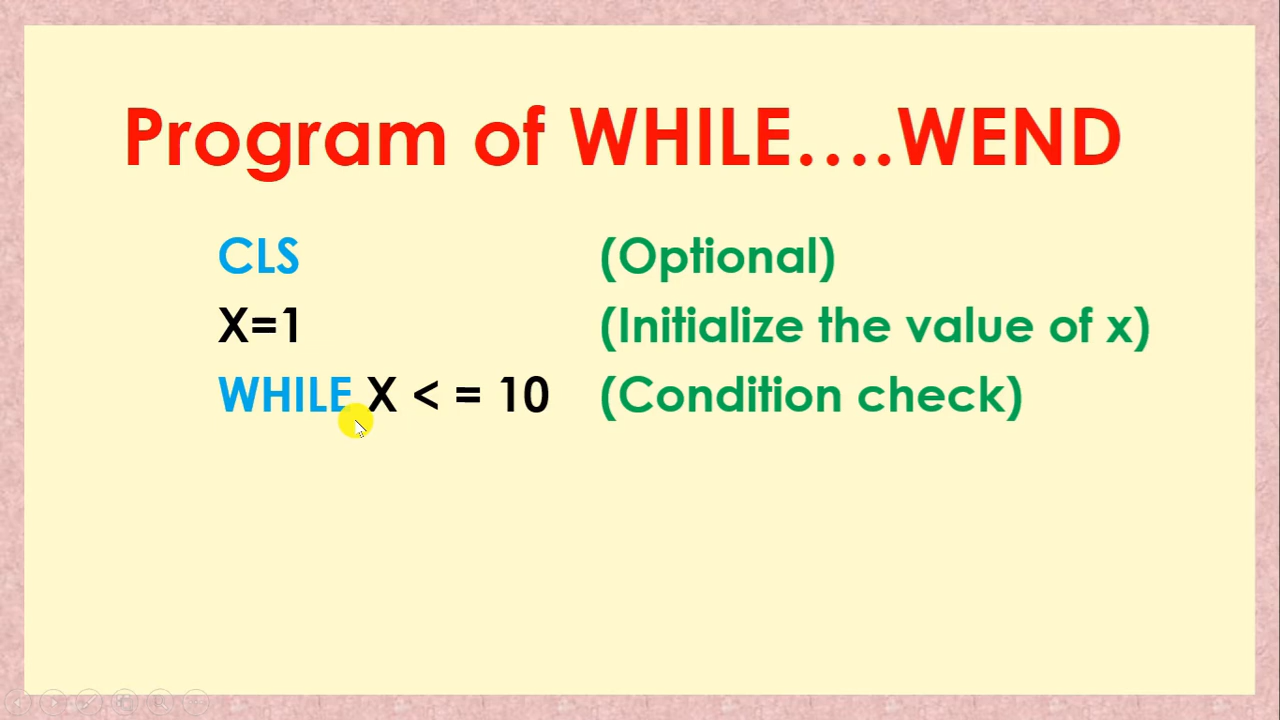 Program of WHILE....WEND
CLS (Optional)
X=1 (Initialize the value of x)
WHILE X < = 10 (Condition check)